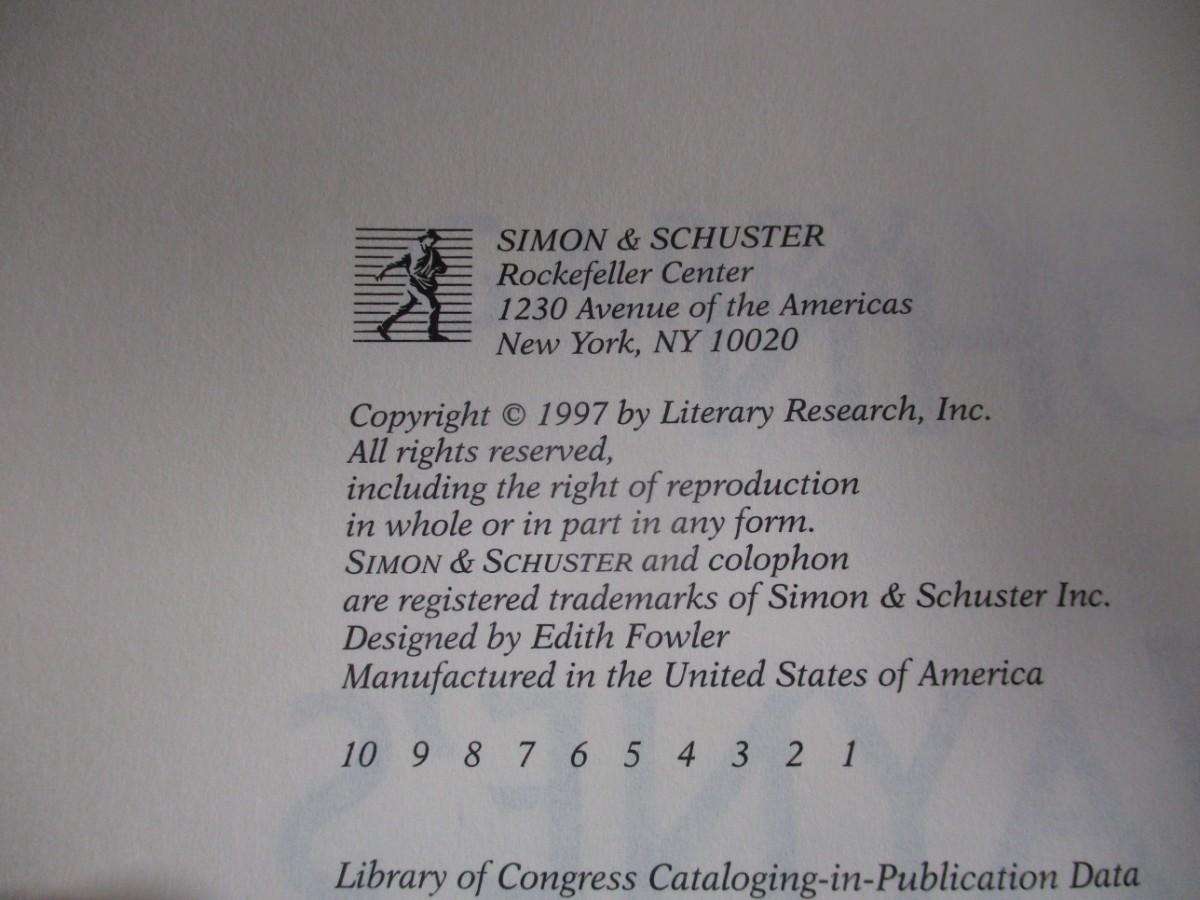 SIMON & SCHUSTER
Rockefeller Center
1230 Avenue of the Americas
New York, NY 10020
Copyright © 1997 by Literary Research, Inc.
All rights reserved,
including the right of reproduction
in whole or in part in any form.
SIMON & SCHUSTER and colophon
are registered trademarks of Simon & Schuster Inc.
Designed by Edith Fowler
Manufactured in the United States of America
10 9 8 7 6 5 4 3 2 1
Library of Congress Cataloging-in-Publication Data